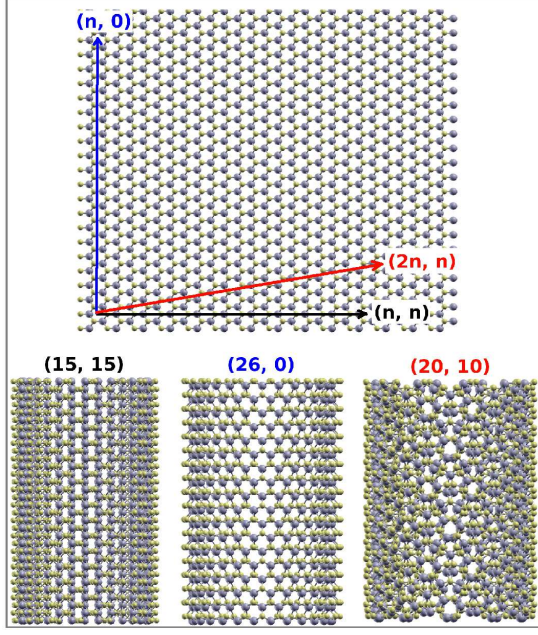 (n, 0)
(2n, n)
(n, n)
(15, 15)
(26, 0)
(20, 10)